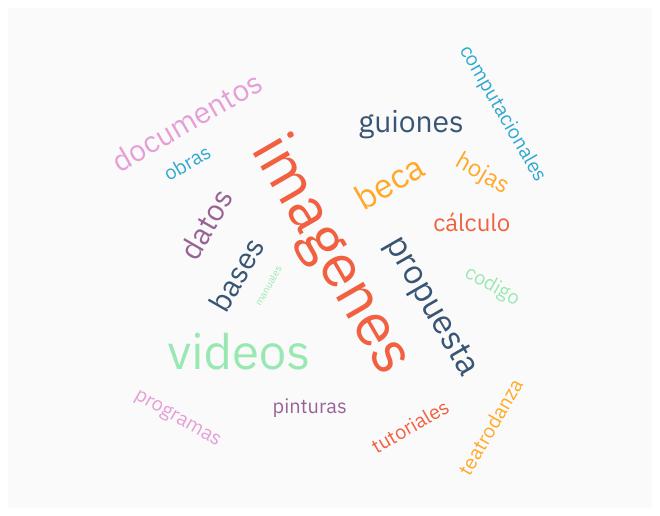 computacionales
documentos
guiones
obras
imagenes
beca
hojas
datos
cálculo
bases
propuesta
manuales
codigo
videos
programas
pinturas
tutoriales
teatrodanza